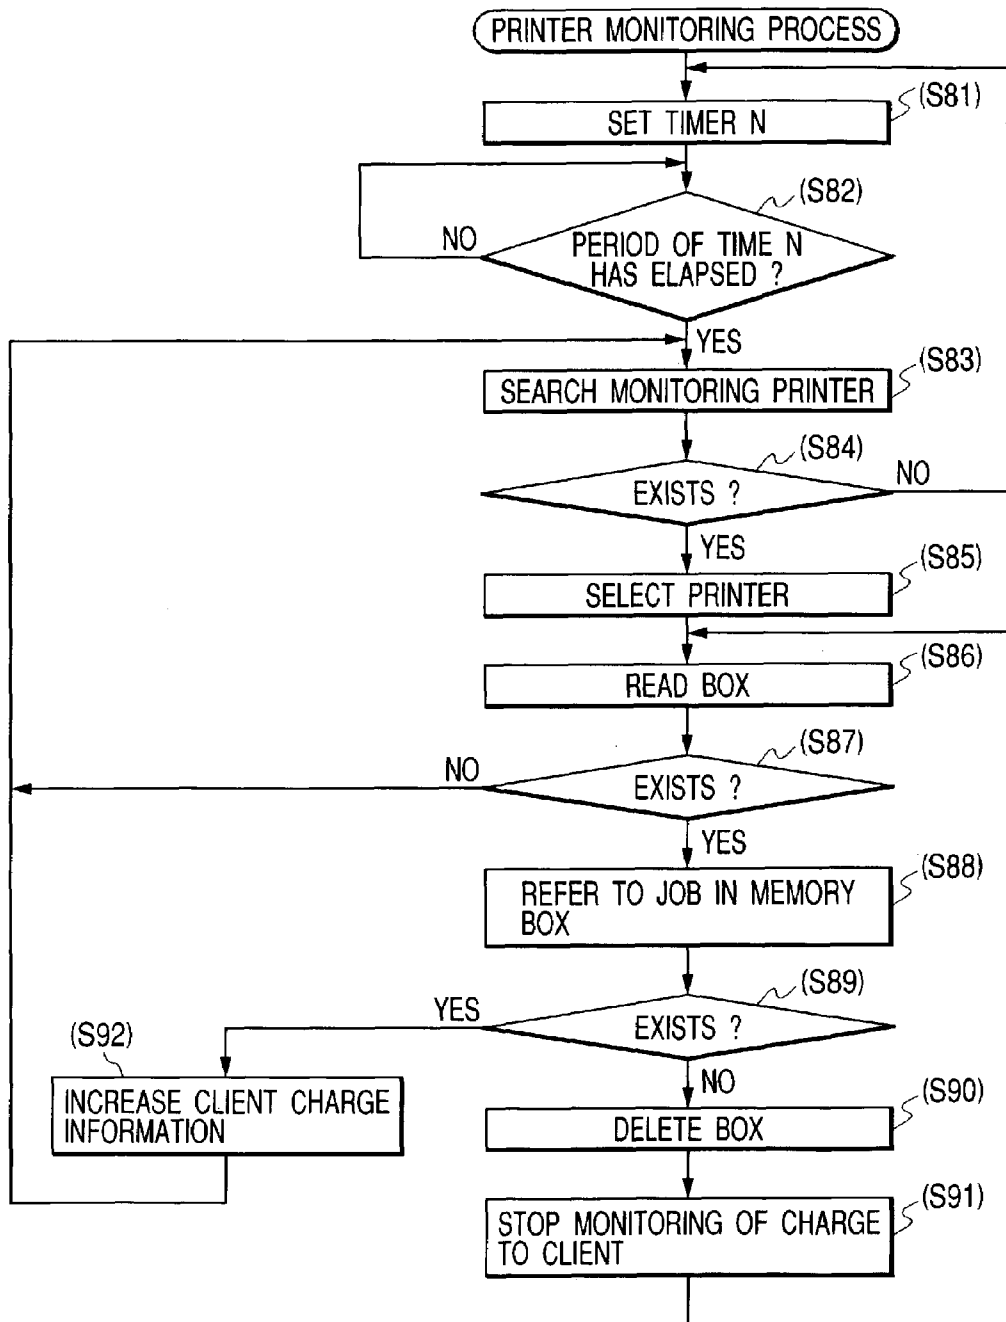 PRINTER MONITORING PROCESS
(S81)
SET TIMER N
(S82)
PERIOD OF TIME N
HAS ELAPSED ?
NO
YES
(S83)
SEARCH MONITORING PRINTER
(S84)
EXISTS ?
NO
YES
(S85)
SELECT PRINTER
(S86)
READ BOX
(S87)
EXISTS ?
NO
YES
(S88)
REFER TO JOB IN MEMORY
BOX
(S89)
EXISTS ?
YES
NO
(S92)
INCREASE CLIENT CHARGE
INFORMATION
(S90)
DELETE BOX
(S91)
STOP MONITORING OF CHARGE
TO CLIENT